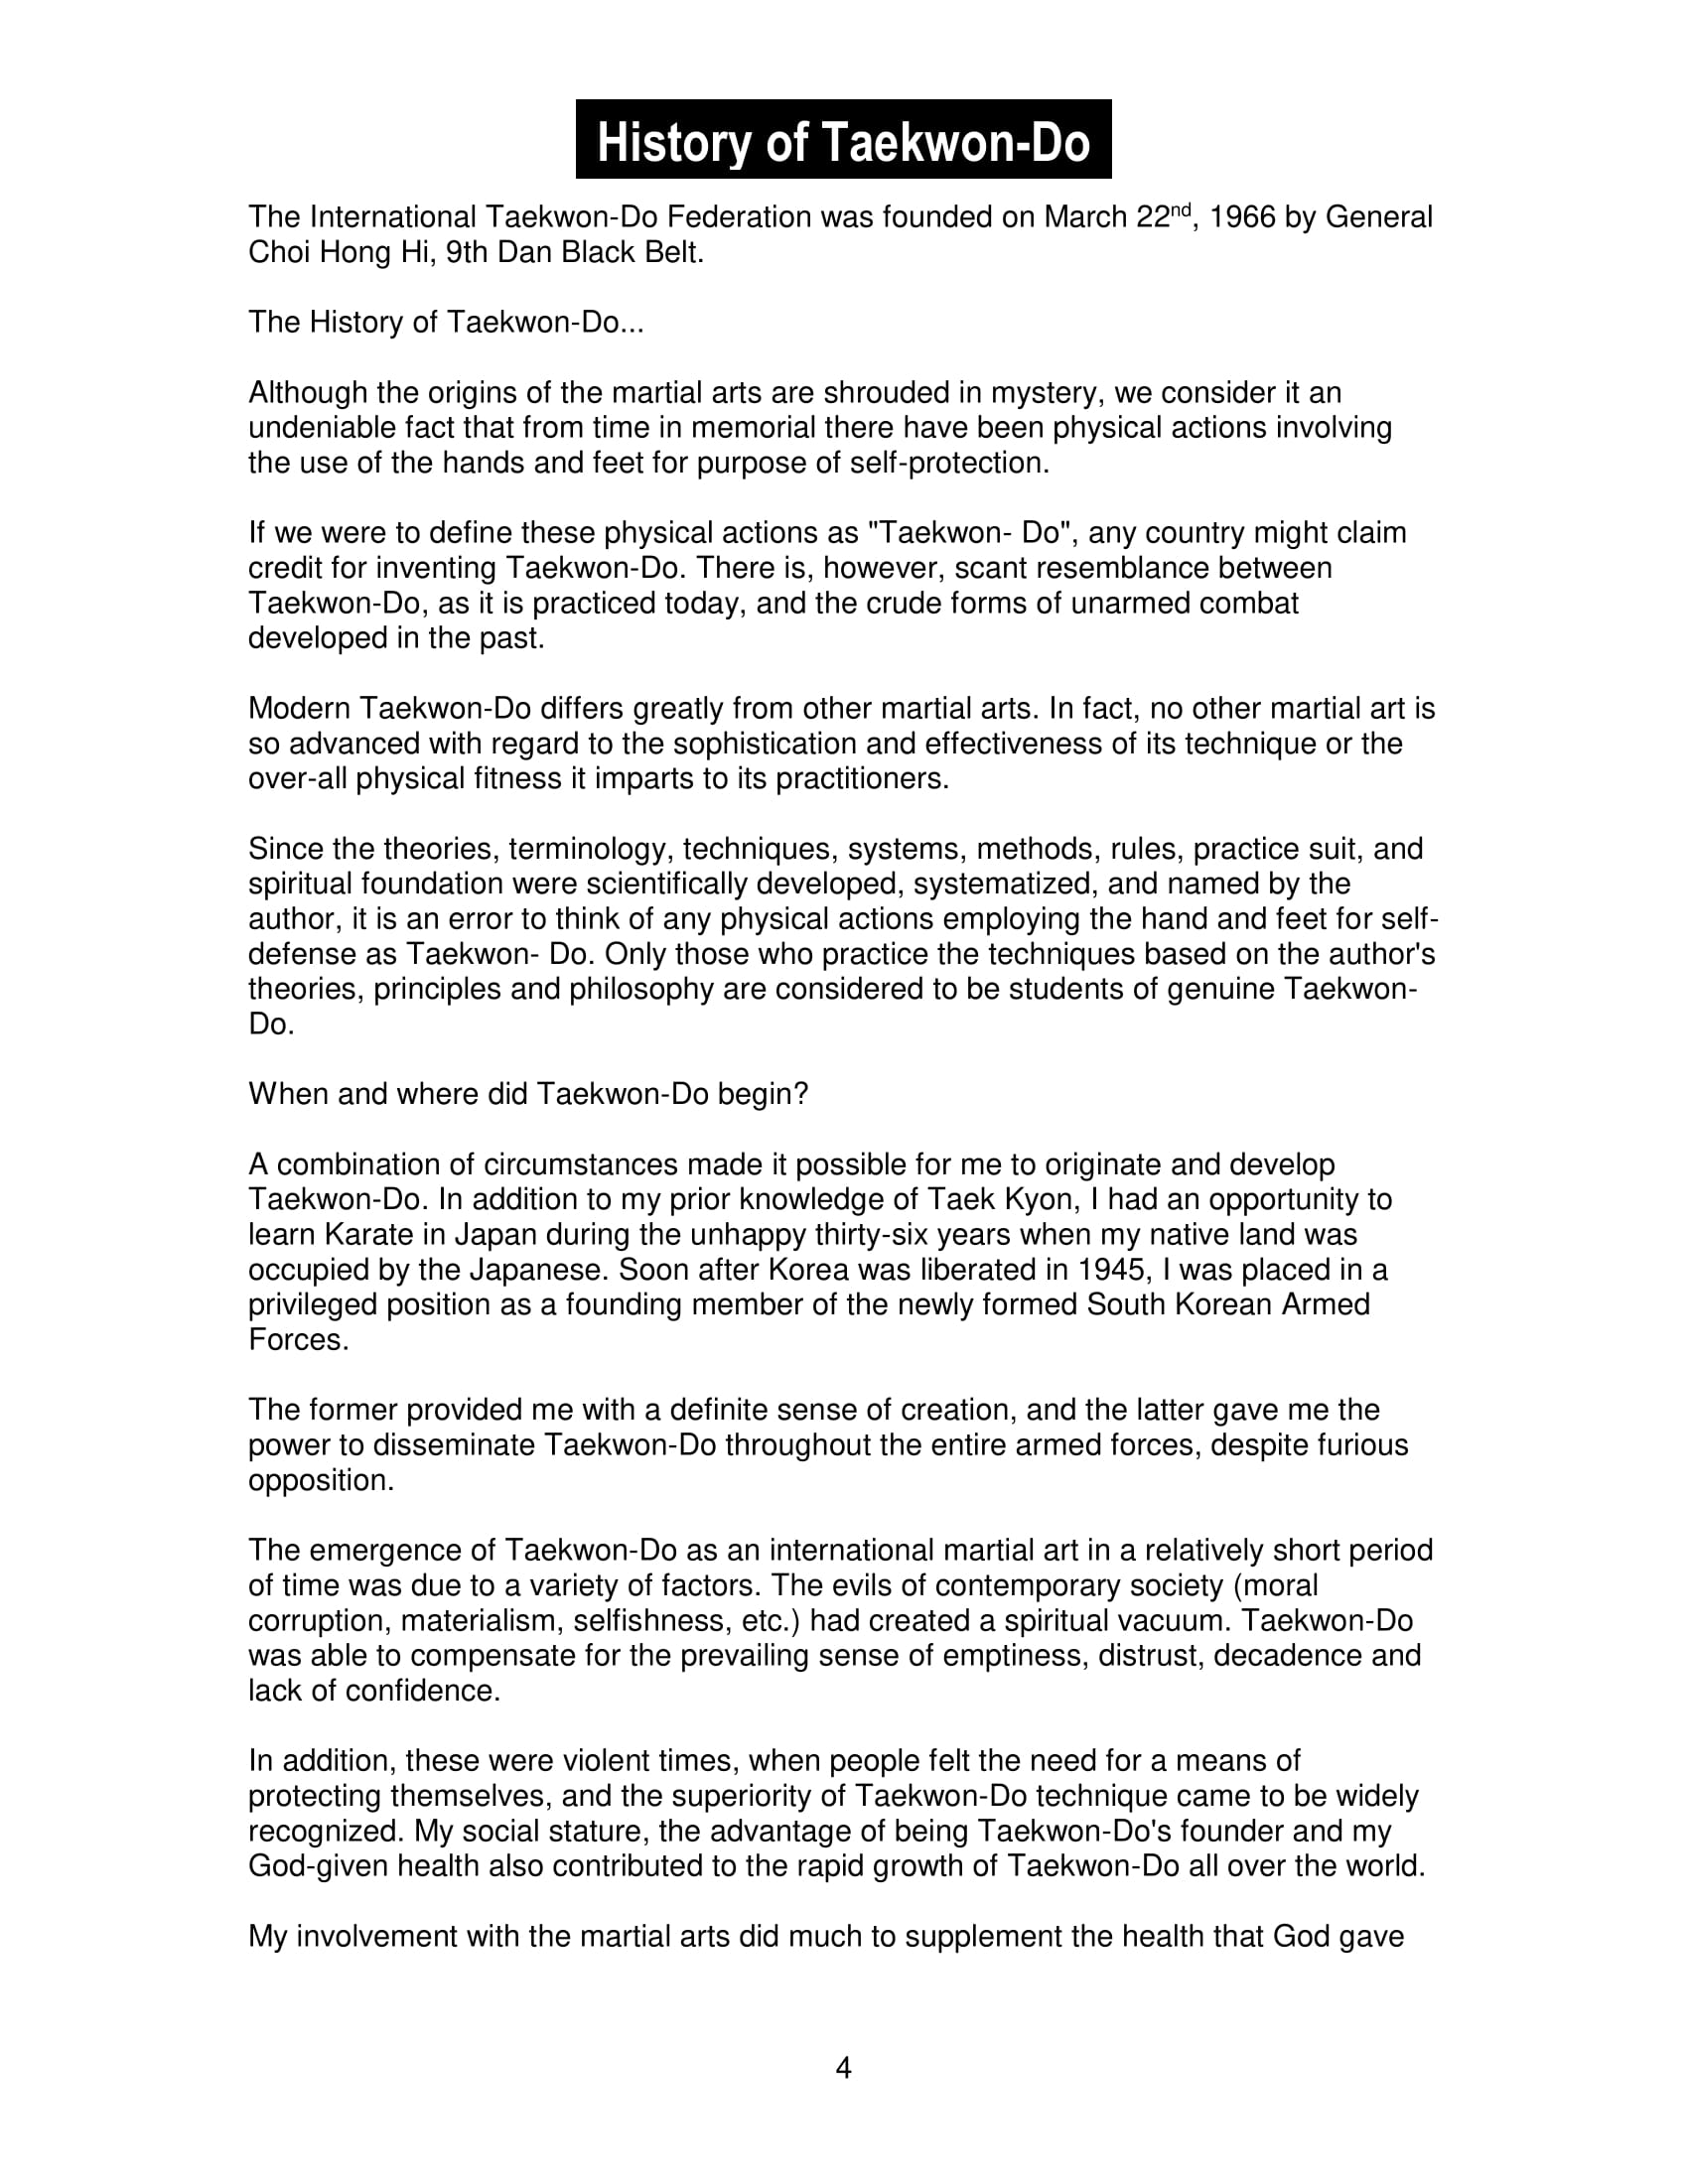 History of Taekwon-Do
The International Taekwon-Do Federation was founded on March 22nd, 1966 by General
Choi Hong Hi, 9th Dan Black Belt.
The History of Taekwon-Do...
Although the origins of the martial arts are shrouded in mystery, we consider it an
undeniable fact that from time in memorial there have been physical actions involving
the use of the hands and feet for purpose of self-protection.
If we were to define these physical actions as "Taekwon- Do", any country might claim
credit for inventing Taekwon-Do. There is, however, scant resemblance between
Taekwon-Do, as it is practiced today, and the crude forms of unarmed combat
developed in the past.
Modern Taekwon-Do differs greatly from other martial arts. In fact, no other martial art is
so advanced with regard to the sophistication and effectiveness of its technique or the
over-all physical fitness it imparts to its practitioners.
Since the theories, terminology, techniques, systems, methods, rules, practice suit, and
spiritual foundation were scientifically developed, systematized, and named by the
author, it is an error to think of any physical actions employing the hand and feet for self-
defense as Taekwon- Do. Only those who practice the techniques based on the author's
theories, principles and philosophy are considered to be students of genuine Taekwon-
Do.
When and where did Taekwon-Do begin?
A combination of circumstances made it possible for me to originate and develop
Taekwon-Do. In addition to my prior knowledge of Taek Kyon, I had an opportunity to
learn Karate in Japan during the unhappy thirty-six years when my native land was
occupied by the Japanese. Soon after Korea was liberated in 1945, I was placed in a
privileged position as a founding member of the newly formed South Korean Armed
Forces.
The former provided me with a definite sense of creation, and the latter gave me the
power to disseminate Taekwon-Do throughout the entire armed forces, despite furious
opposition.
The emergence of Taekwon-Do as an international martial art in a relatively short period
of time was due to a variety of factors. The evils of contemporary society (moral
corruption, materialism, selfishness, etc.) had created a spiritual vacuum. Taekwon-Do
was able to compensate for the prevailing sense of emptiness, distrust, decadence and
lack of confidence.
In addition, these were violent times, when people felt the need for a means of
protecting themselves, and the superiority of Taekwon-Do technique came to be widely
recognized. My social stature, the advantage of being Taekwon-Do's founder and my
God-given health also contributed to the rapid growth of Taekwon-Do all over the world.
My involvement with the martial arts did much to supplement the health that God gave
4